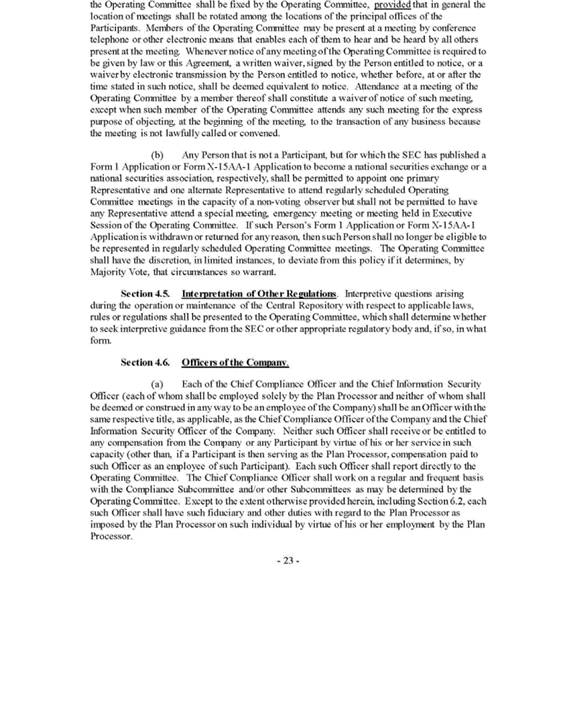 the Operating Committee shall be fixed by the Operating Committee, provided that in general the
location of meetings shall be rotated among the locations of the principal offices of the
Participants. Members of the Operating Committee may be present at a meeting by conference
telephone or other electronic means that enables each of them to hear and be heard by all others
present at the meeting. Whenever notice of any meeting of the Operating Committee is required to
be given by law or this Agreement, a written waiver, signed by the Person entitled to notice, or a
waiver by electronic transmission by the Person entitled to notice, whether before, at or after the
time stated in such notice, shall be deemed equivalent to notice. Attendance at a meeting of the
Operating Committee by a member thereof shall constitute a waiver of notice of such meeting,
except when such member of the Operating Committee attends any such meeting for the express
purpose of objecting, at the beginning of the meeting, to the transaction of any business because
the meeting is not lawfully called or convened.
(b) Any Person that is not a Participant, but for which the SEC has published a
Form 1 Application or Form X-15AA-1 Application to become a national securities exchange or a
national securities association, respectively, shall be permitted to appoint one primary
Representative and one alternate Representative to attend regularly scheduled Operating
Committee meetings in the capacity of a non-voting observer but shall not be permitted to have
any Representative attend a special meeting, emergency meeting or meeting held in Executive
Session of the Operating Committee. If such Person's Form 1 Application or Form X-15AA-1
Application is withdrawn or returned for any reason, then such Person shall no longer be eligible to
be represented in regularly scheduled Operating Committee meetings. The Operating Committee
shall have the discretion, in limited instances, to deviate from this policy if it determines, by
Majority Vote, that circumstances so warrant.
Section 4.5. Interpretation of Other Regulations. Interpretive questions arising
during the operation or maintenance of the Central Repository with respect to applicable laws,
rules or regulations shall be presented to the Operating Committee, which shall determine whether
to seek interpretive guidance from the SEC or other appropriate regulatory body and, if so, in what
form.
Section 4.6. Officers of the Company.
(a) Each of the Chief Compliance Officer and the Chief Information Security
Officer (each of whom shall be employed solely by the Plan Processor and neither of whom shall
be deemed or construed in any way to be an employee of the Company) shall be an Officer with the
same respective title, as applicable, as the Chief Compliance Officer of the Company and the Chief
Information Security Officer of the Company. Neither such Officer shall receive or be entitled to
any compensation from the Company or any Participant by virtue of his or her service in such
capacity (other than, if a Participant is then serving as the Plan Processor, compensation paid to
such Officer as an employee of such Participant). Each such Officer shall report directly to the
Operating Committee. The Chief Compliance Officer shall work on a regular and frequent basis
with the Compliance Subcommittee and/or other Subcommittees as may be determined by the
Operating Committee. Except to the extent otherwise provided herein, including Section 6.2, each
such Officer shall have such fiduciary and other duties with regard to the Plan Processor as
imposed by the Plan Processor on such individual by virtue of his or her employment by the Plan
Processor.
- 23 -